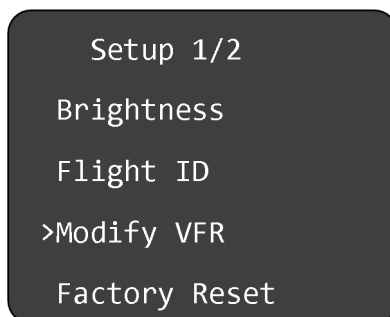 Setup 1/2
Brightness
Flight ID
>Modify VFR
Factory Reset